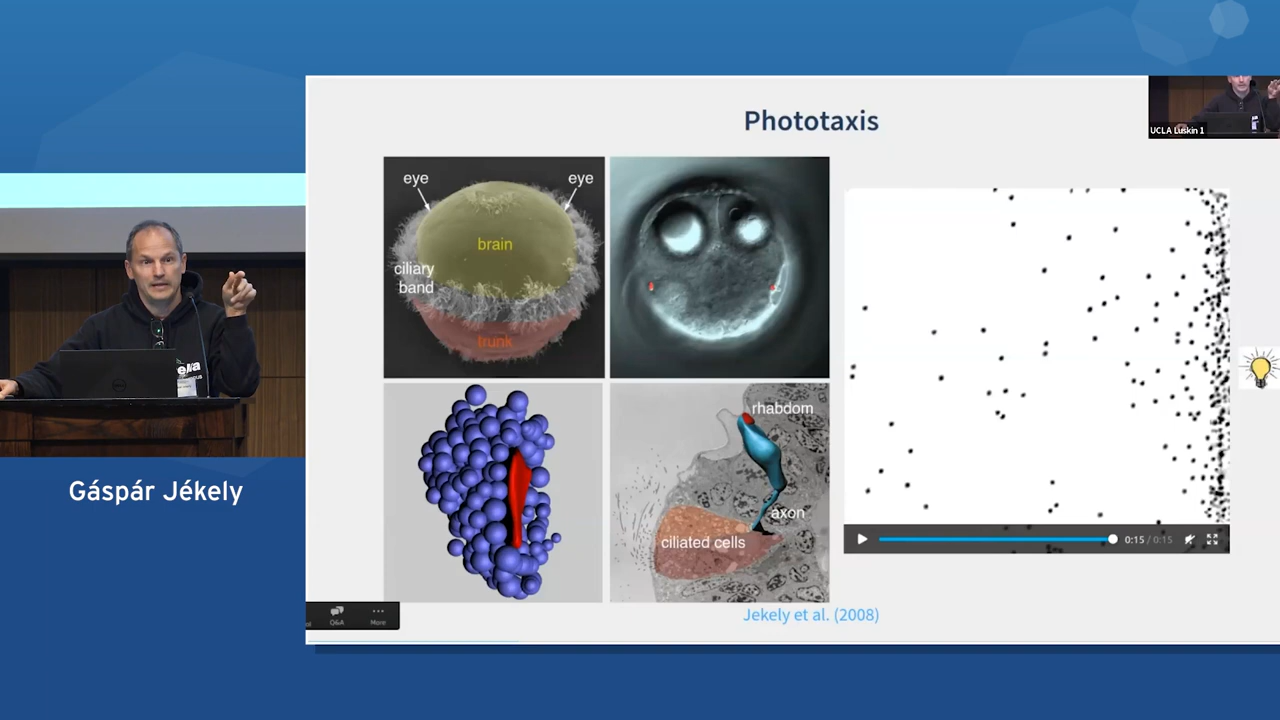 Phototaxis
UCLA Luskin 1
eye
eye
brain
ciliary
band
trunk
rhabdom
axon
ciliated cells
0:15 / 0:15
Q&A
More
Jekely et al. (2008)
Gáspár Jékely